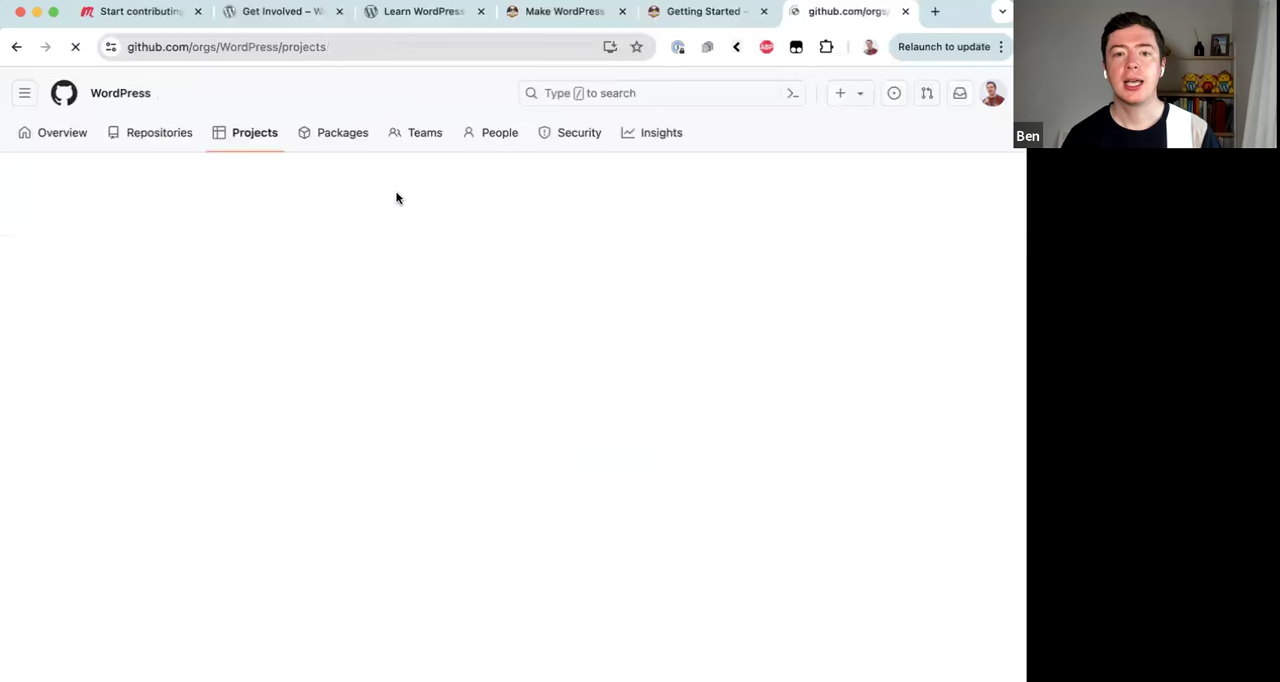 Start contributing
Get Involved – W
Learn WordPress
Make WordPress
Getting Started –
github.com/orgs/
github.com/orgs/WordPress/projects
ABP
Relaunch to update
WordPress
Type / to search
Overview
Repositories
Projects
Packages
Teams
People
Security
Insights
Ben